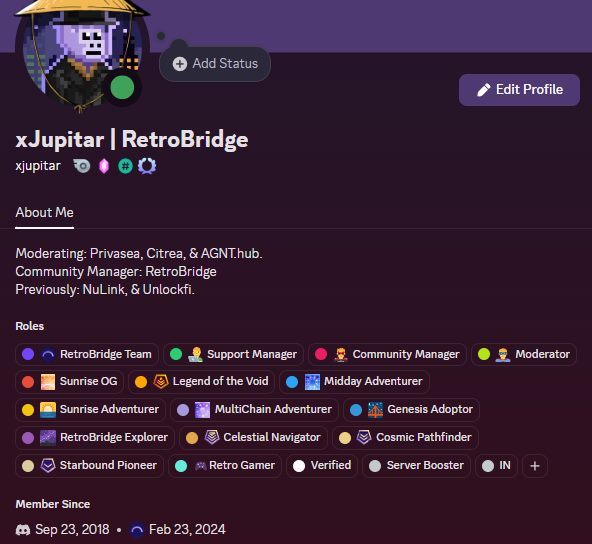 Add Status
Edit Profile
xJupitar | RetroBridge
xjupitar
About Me
Moderating: Privasea, Citrea, & AGNT.hub.
Community Manager: RetroBridge
Previously: NuLink, & Unlockfi.
Roles
RetroBridge Team Support Manager Community Manager Moderator
Sunrise OG Legend of the Void Midday Adventurer
Sunrise Adventurer MultiChain Adventurer Genesis Adoptor
RetroBridge Explorer Celestial Navigator Cosmic Pathfinder
Starbound Pioneer Retro Gamer Verified Server Booster IN +
Member Since
Sep 23, 2018 • Feb 23, 2024